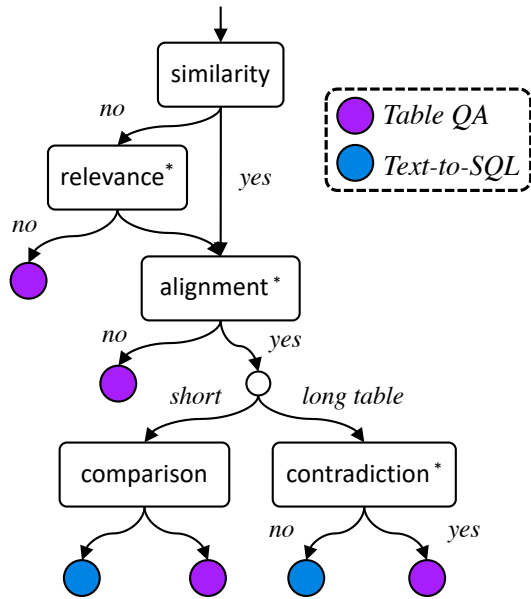 similarity
no
Table QA
relevance*
yes
Text-to-SQL
no
alignment*
no
yes
short
long table
comparison
contradiction*
no
yes